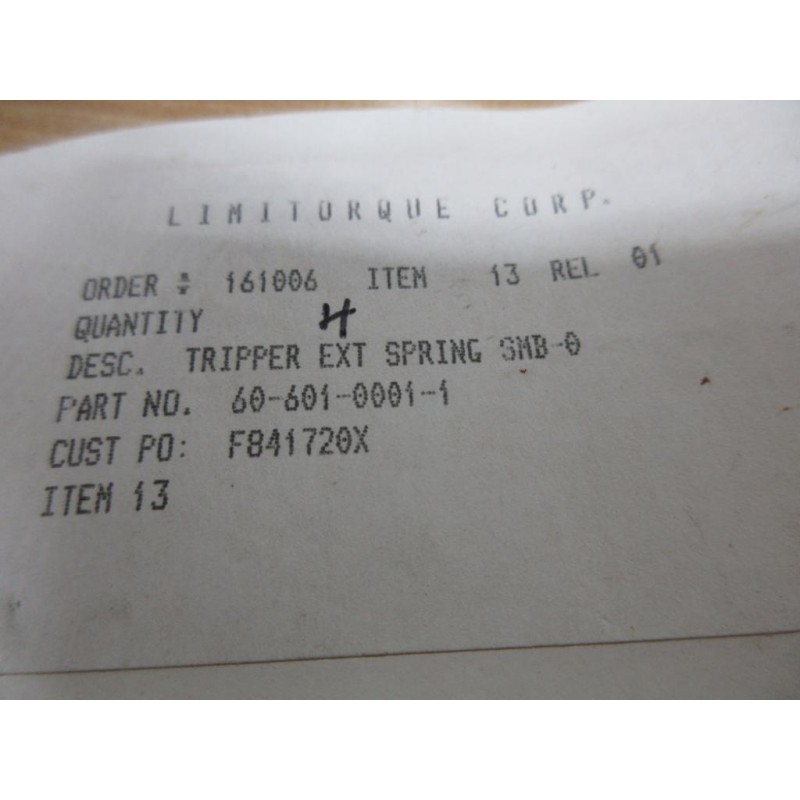 LIMITORQUE CORP.
ORDER # 161006 ITEM 13 REL 01
QUANTITY 4
DESC. TRIPPER EXT SPRING SMB-0
PART NO. 60-601-0001-1
CUST PO: F841720X
ITEM 13